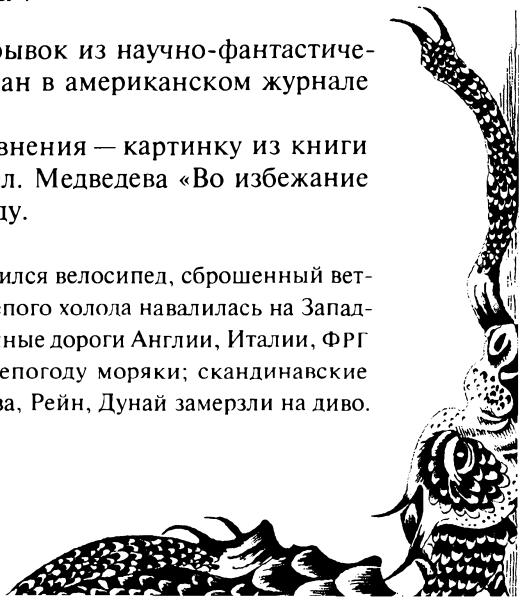 рывок из научно-фантастиче-
ан в американском журнале
внения — картинку из книги
л. Медведева «Во избежание
ду.
ился велосипед, сброшенный вет-
епого холода навалилась на Запад-
ные дороги Англии, Италии, ФРГ
епогоду моряки; скандинавские
ва, Рейн, Дунай замерзли на диво.